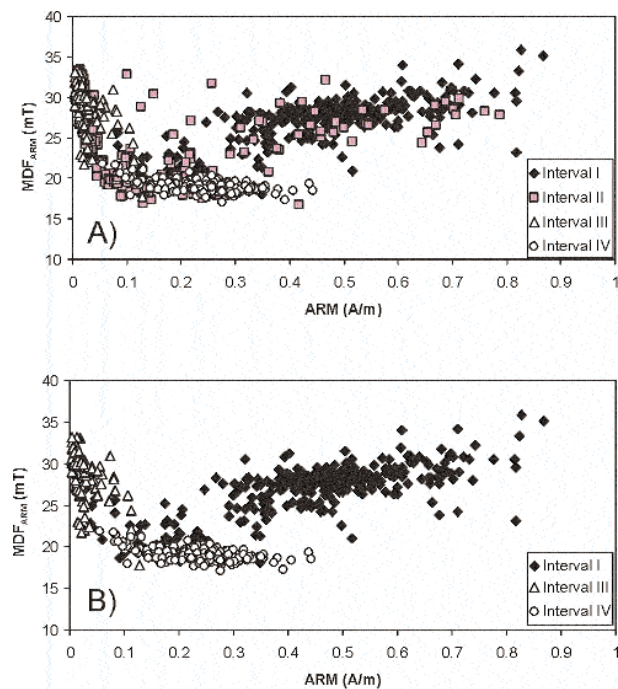 40
35
30
25
20
15
10
MDFARM (mT)
A)
◆ Interval I
■ Interval II
△ Interval III
○ Interval IV
0 0.1 0.2 0.3 0.4 0.5 0.6 0.7 0.8 0.9 1
ARM (A/m)
40
35
30
25
20
15
10
MDFARM (mT)
B)
◆ Interval I
△ Interval III
○ Interval IV
0 0.1 0.2 0.3 0.4 0.5 0.6 0.7 0.8 0.9 1
ARM (A/m)